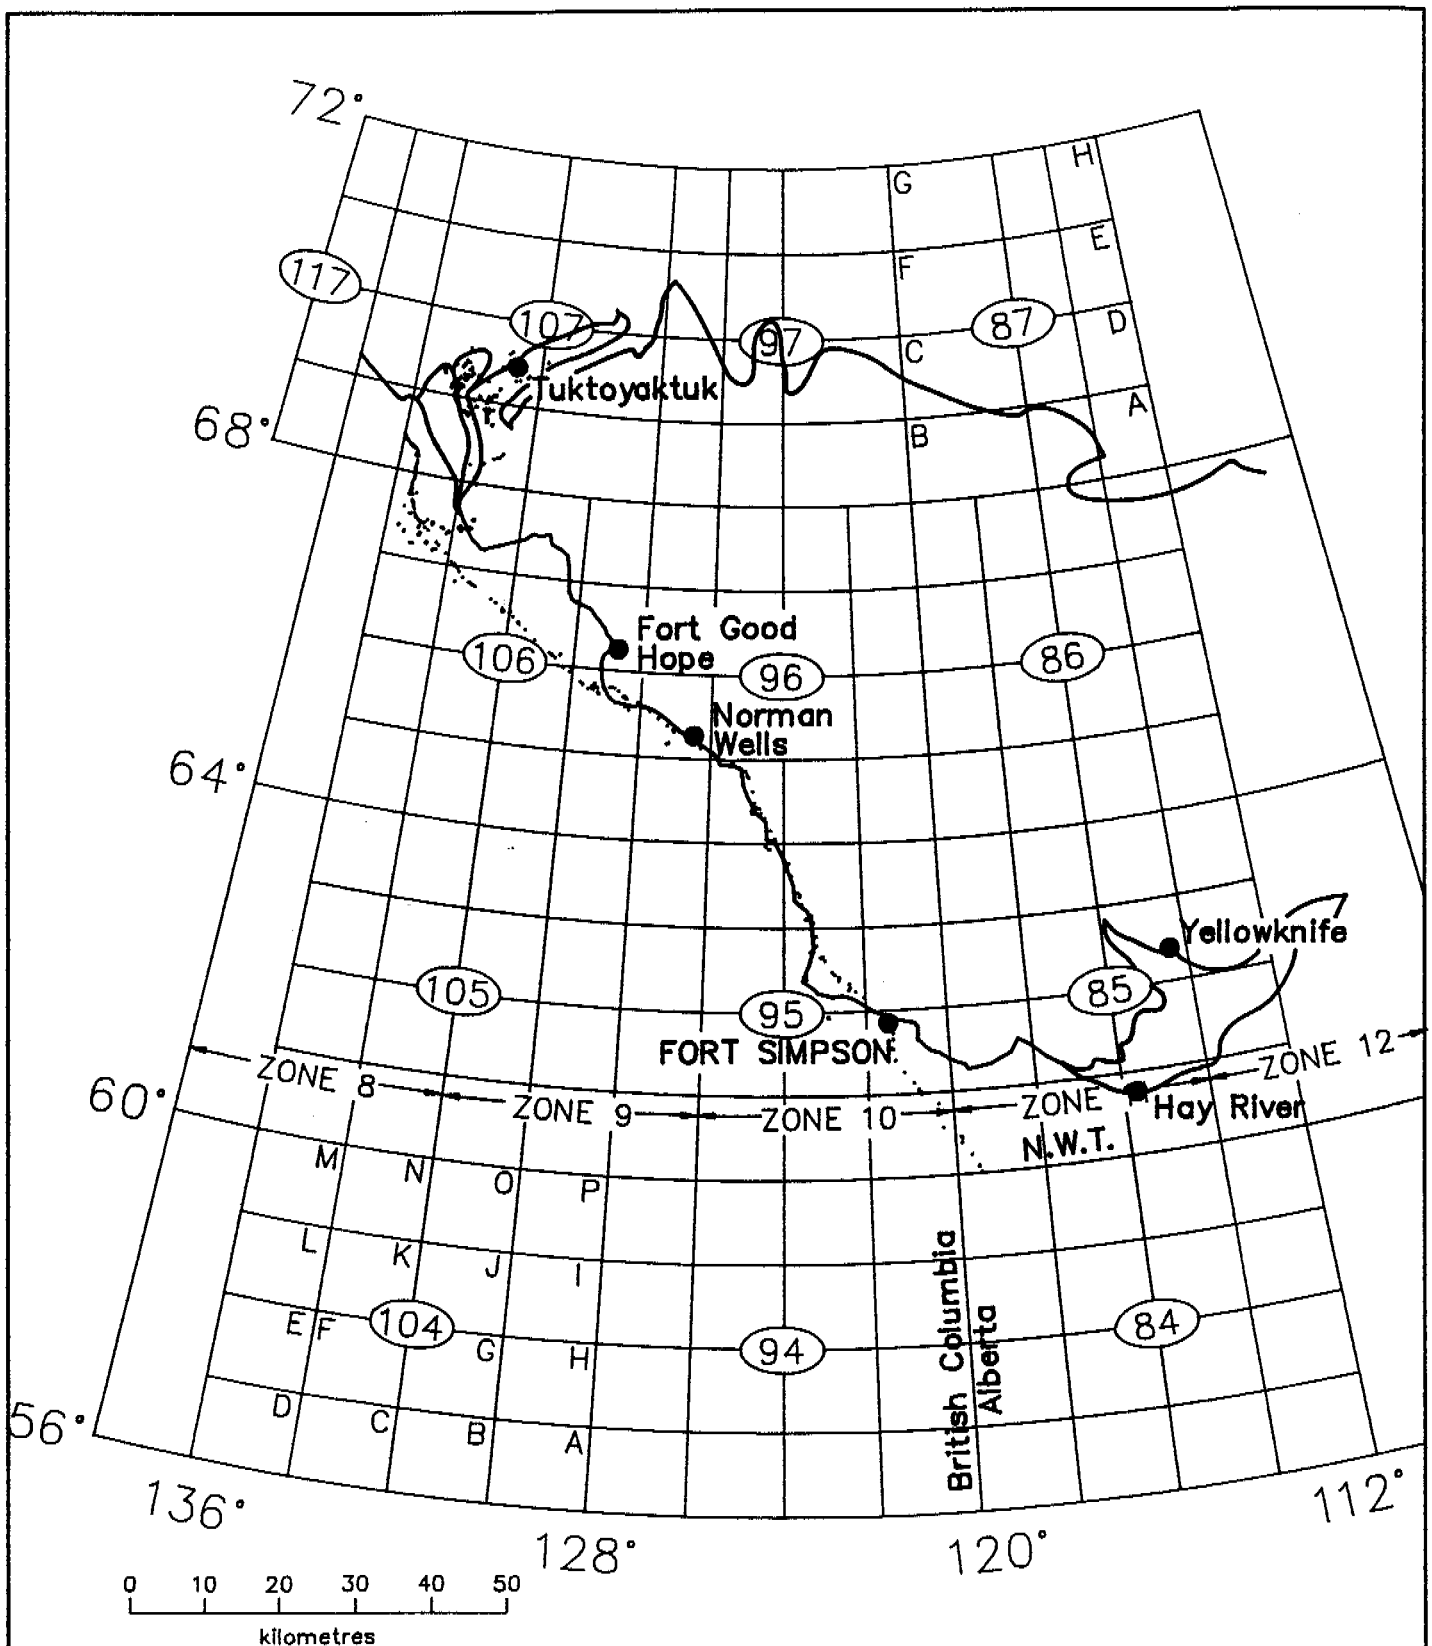 72°
H
G
E
F
117
107
97
87
D
C
Tuktoyaktuk
A
r
68°
B
Fort Good
Hope
106
96
86
Norman
Wells
64°
Yellowknife
105
95
85
FORT SIMPSON
ZONE 8
ZONE 9
ZONE 10
ZONE
ZONE 12
60°
Hay River
N.W.T.
M
N
O
P
L
K
J
I
E
F
104
G
H
94
84
British Columbia
Alberta
D
C
B
A
56°
136°
128°
120°
112°
0 10 20 30 40 50
kilometres